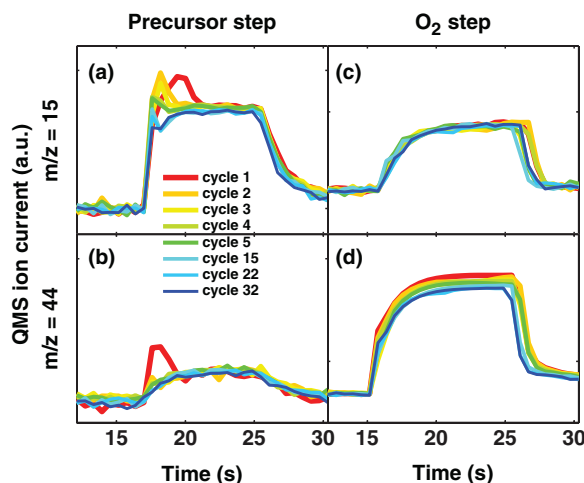 Precursor step
O₂ step
(a)
(c)
QMS ion current (a.u.)
m/z = 15
m/z = 44
cycle 1
cycle 2
cycle 3
cycle 4
cycle 5
cycle 15
cycle 22
cycle 32
(b)
(d)
15
20
25
30
15
20
25
30
Time (s)
Time (s)